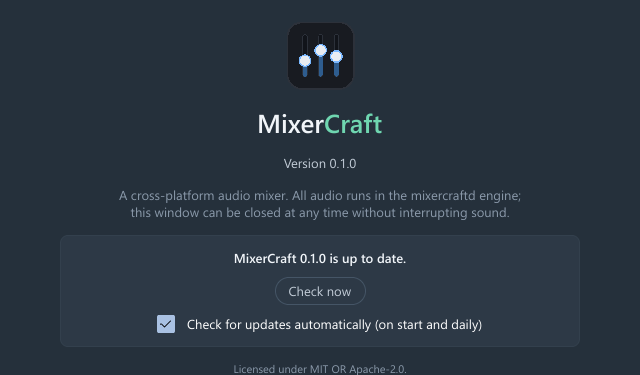 MixerCraft
Version 0.1.0
A cross-platform audio mixer. All audio runs in the mixercraftd engine;
this window can be closed at any time without interrupting sound.
MixerCraft 0.1.0 is up to date.
Check now
Check for updates automatically (on start and daily)
Licensed under MIT OR Apache-2.0.